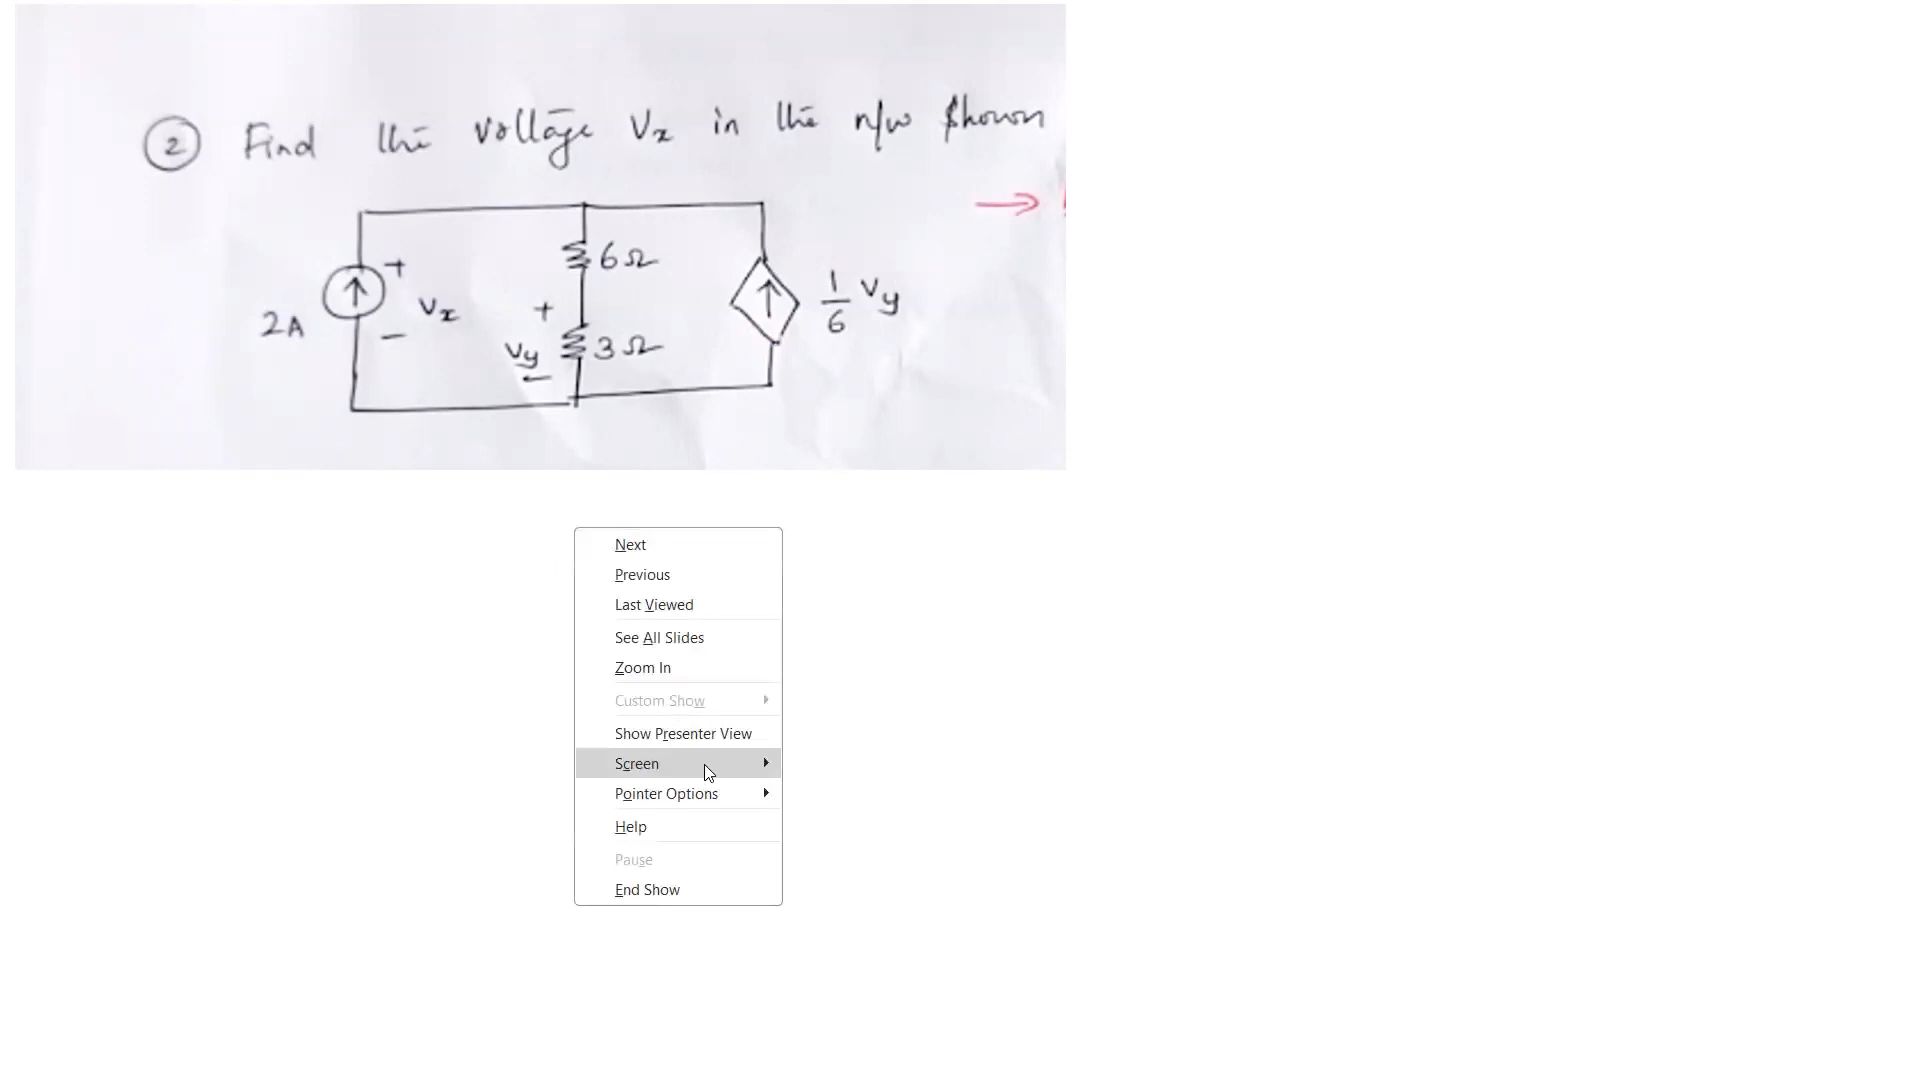 ② Find the voltage Vx in the n/w shown
6Ω
+
Vx
-
2A
+
Vy
-
3Ω
1/6 Vy
Next
Previous
Last Viewed
See All Slides
Zoom In
Custom Show
Show Presenter View
Screen
Pointer Options
Help
Pause
End Show